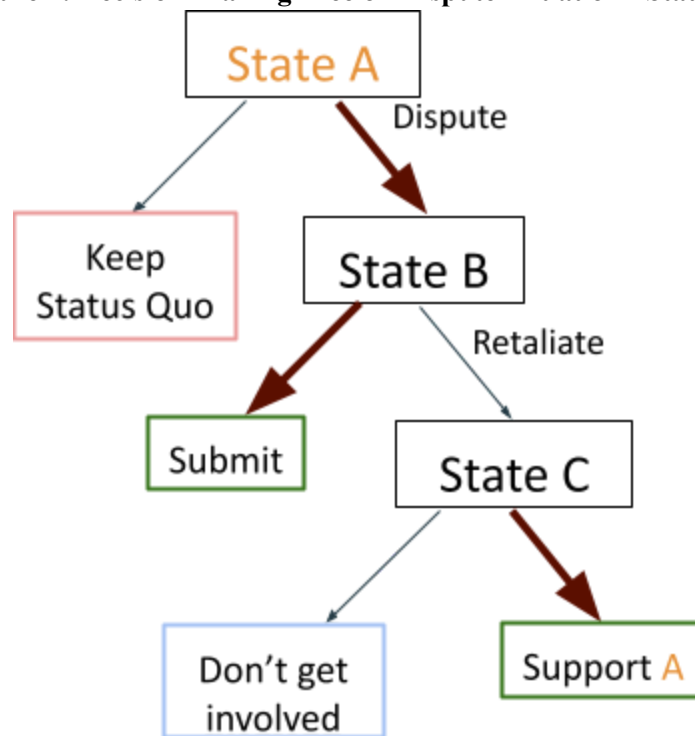 State A
Dispute
Keep
Status Quo
State B
Retaliate
Submit
State C
Don't get
involved
Support A